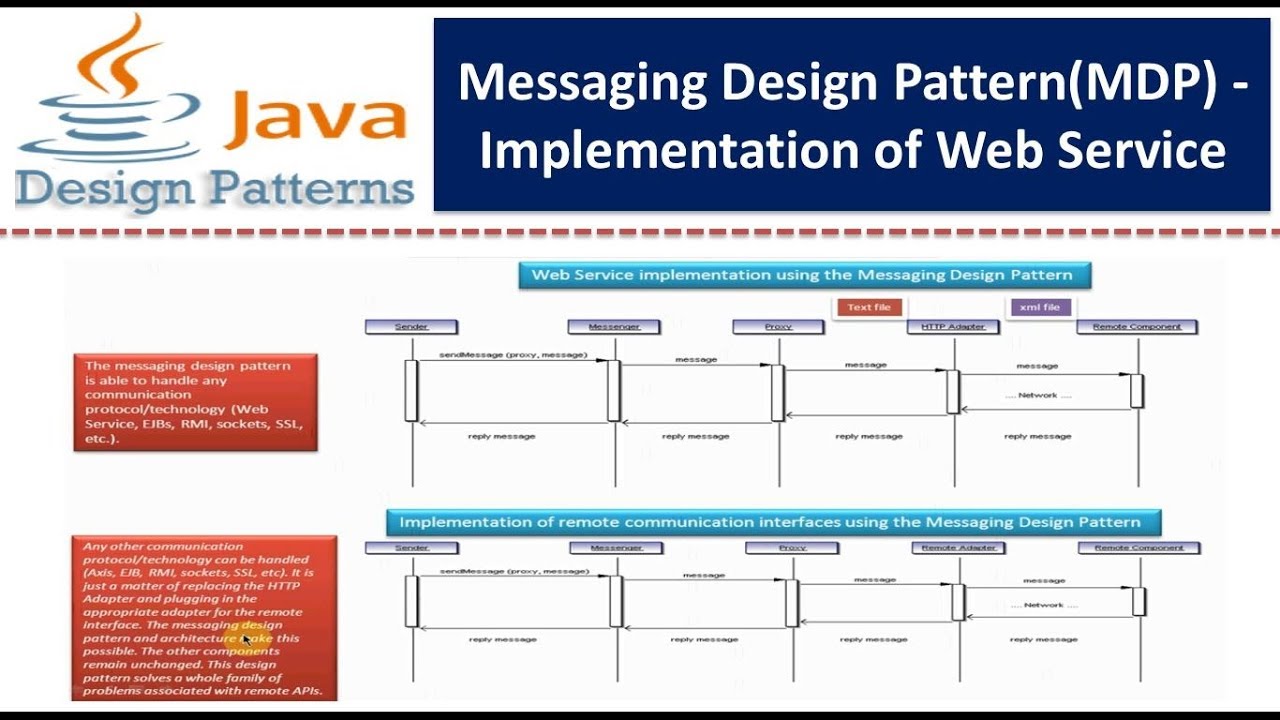 Java
Design Patterns
Messaging Design Pattern(MDP) -
Implementation of Web Service
Web Service implementation using the Messaging Design Pattern
Text file
xml file
Sender
Messenger
Proxy
HTTP Adapter
Remote Component
The messaging design pattern
is able to handle any
communication
protocol/technology (Web
Service, EJBs, RMI, sockets, SSL,
etc.).
sendMessage (proxy, message)
message
message
message
.... Network ....
reply message
reply message
reply message
reply message
Implementation of remote communication interfaces using the Messaging Design Pattern
Sender
Messenger
Proxy
Remote Adapter
Remote Component
Any other communication
protocol/technology can be handled
(Axis, EJB, RMI, sockets, SSL, etc). It is
just a matter of replacing the HTTP
Adapter and plugging in the
appropriate adapter for the remote
interface. The messaging design
pattern and architecture make this
possible. The other components
remain unchanged. This design
pattern solves a whole family of
problems associated with remote APIs.
sendMessage (proxy, message)
message
message
message
.... Network ....
reply message
reply message
reply message
reply message